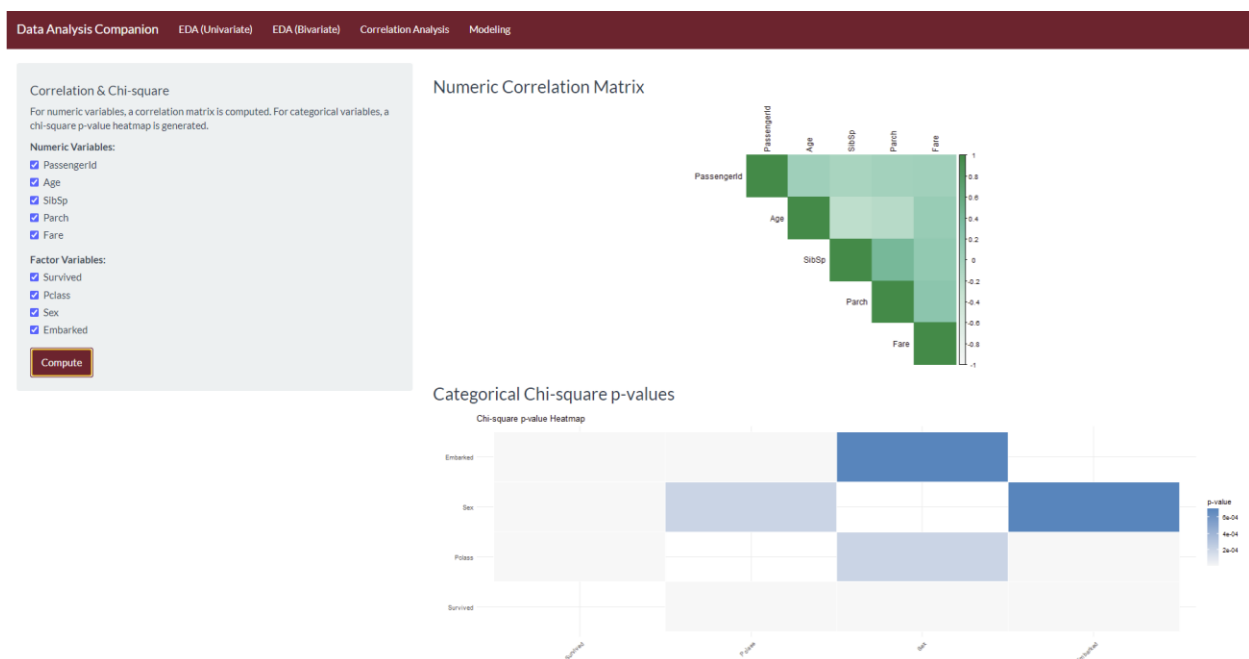 Data Analysis Companion EDA (Univariate) EDA (Bivariate) Correlation Analysis Modeling
Correlation & Chi-square
For numeric variables, a correlation matrix is computed. For categorical variables, a
chi-square p-value heatmap is generated.
Numeric Variables:
PassengerId
Age
SibSp
Parch
Fare
Factor Variables:
Survived
Pclass
Sex
Embarked
Compute
Numeric Correlation Matrix
PassengerId
Age
SibSp
Parch
Fare
PassengerId
Age
SibSp
Parch
Fare
1
0.8
0.6
0.4
0.2
0
-0.2
-0.4
-0.6
-0.8
-1
Categorical Chi-square p-values
Chi-square p-value Heatmap
Embarked
Sex
Pclass
Survived
Survived
Pclass
Sex
Embarked
p-value
6e-04
4e-04
2e-04